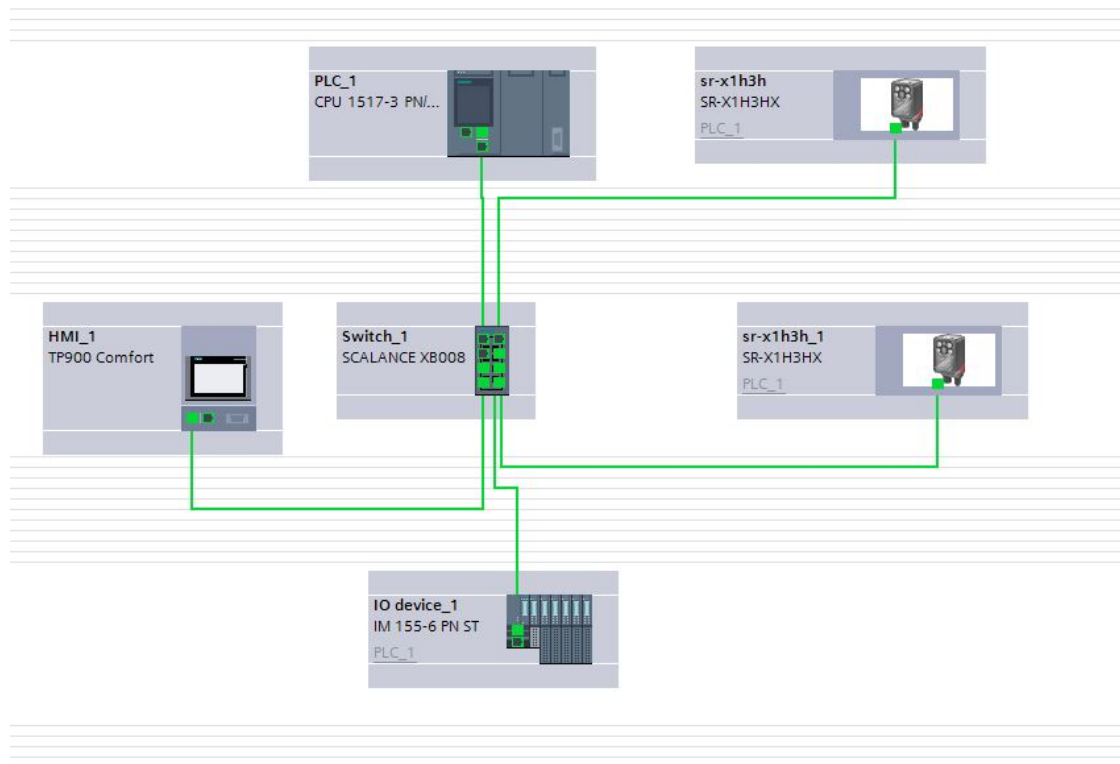 PLC_1
CPU 1517-3 PN/...
sr-x1h3h
SR-X1H3HX
PLC_1
HMI_1
TP900 Comfort
Switch_1
SCALANCE XB008
sr-x1h3h_1
SR-X1H3HX
PLC_1
IO device_1
IM 155-6 PN ST
PLC_1